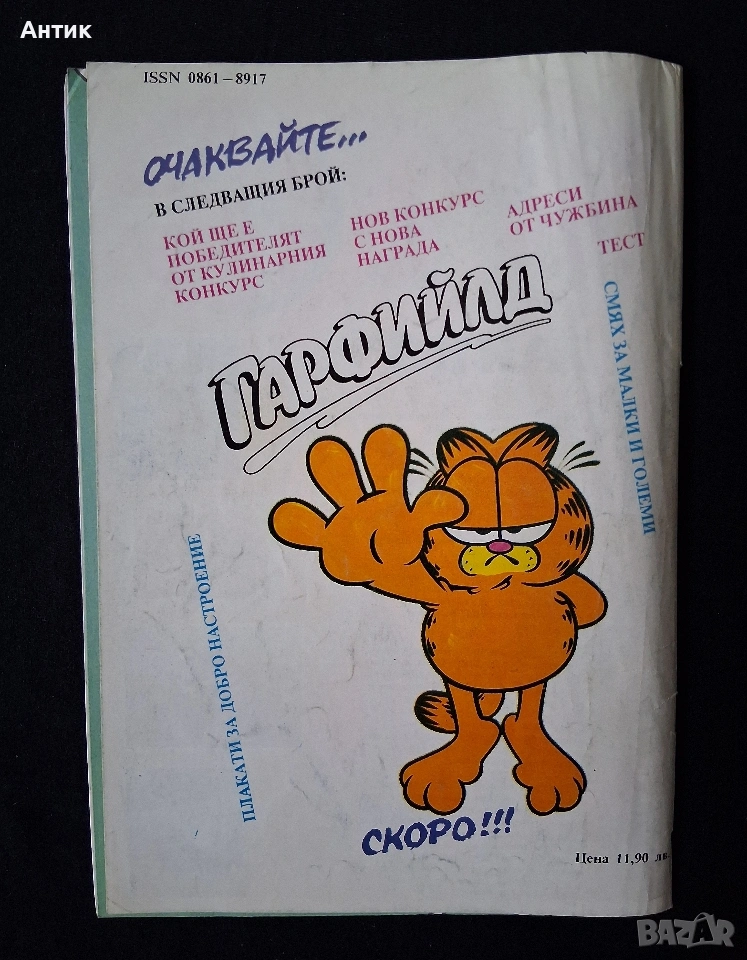 Антик
ISSN 0861 – 8917
ОЧАКВАЙТЕ...
В СЛЕДВАЩИЯ БРОЙ:
КОЙ ЩЕ Е
ПОБЕДИТЕЛЯТ
ОТ КУЛИНАРНИЯ
КОНКУРС
НОВ КОНКУРС
С НОВА
НАГРАДА
АДРЕСИ
ОТ ЧУЖБИНА
ТЕСТ
ГАРФИЙЛД
СМЯХ ЗА МАЛКИ И ГОЛЕМИ
ПЛАКАТИ ЗА ДОБРО НАСТРОЕНИЕ
СКОРО!!!
Цена 11,90 лв.
BAZAR